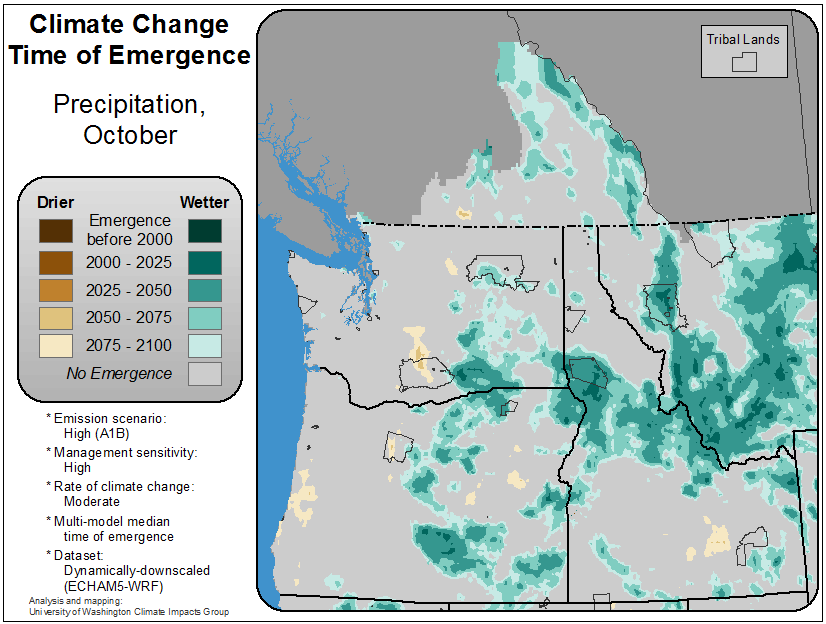 Climate Change
Time of Emergence
Precipitation,
October
Drier
Wetter
Emergence
before 2000
2000 - 2025
2025 - 2050
2050 - 2075
2075 - 2100
No Emergence
* Emission scenario:
High (A1B)
* Management sensitivity:
High
* Rate of climate change:
Moderate
* Multi-model median
time of emergence
* Dataset:
Dynamically-downscaled
(ECHAM5-WRF)
Analysis and mapping:
University of Washington Climate Impacts Group
Tribal Lands